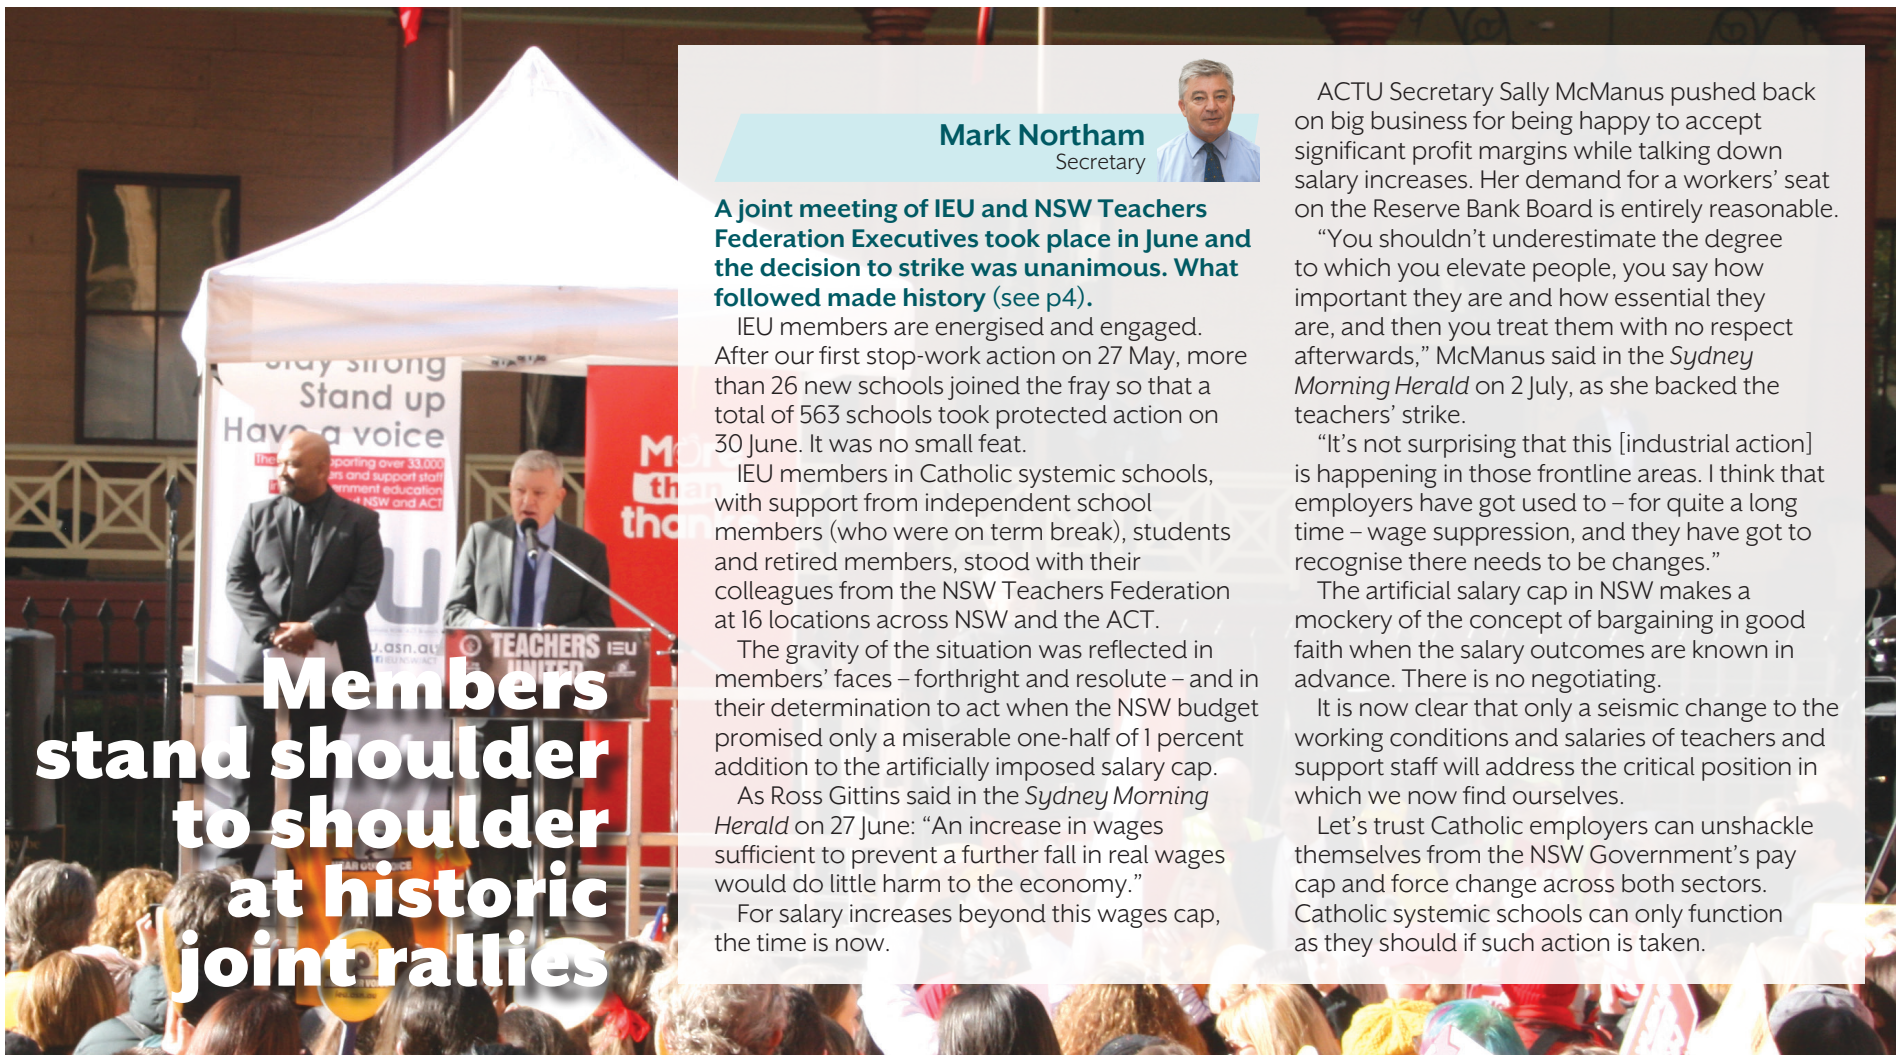 Stay strong
Stand up
Have a voice
over 33,000
and support staff
education
NSW and ACT
More
than
thanks
TEACHERS IEU
UNITED
Members
stand shoulder
to shoulder
at historic
joint rallies
Mark Northam
Secretary
A joint meeting of IEU and NSW Teachers
Federation Executives took place in June and
the decision to strike was unanimous. What
followed made history (see p4).
IEU members are energised and engaged.
After our first stop-work action on 27 May, more
than 26 new schools joined the fray so that a
total of 563 schools took protected action on
30 June. It was no small feat.
IEU members in Catholic systemic schools,
with support from independent school
members (who were on term break), students
and retired members, stood with their
colleagues from the NSW Teachers Federation
at 16 locations across NSW and the ACT.
The gravity of the situation was reflected in
members’ faces – forthright and resolute – and in
their determination to act when the NSW budget
promised only a miserable one-half of 1 percent
addition to the artificially imposed salary cap.
As Ross Gittins said in the Sydney Morning
Herald on 27 June: “An increase in wages
sufficient to prevent a further fall in real wages
would do little harm to the economy.”
For salary increases beyond this wages cap,
the time is now.
ACTU Secretary Sally McManus pushed back
on big business for being happy to accept
significant profit margins while talking down
salary increases. Her demand for a workers’ seat
on the Reserve Bank Board is entirely reasonable.
“You shouldn’t underestimate the degree
to which you elevate people, you say how
important they are and how essential they
are, and then you treat them with no respect
afterwards,” McManus said in the Sydney
Morning Herald on 2 July, as she backed the
teachers’ strike.
“It’s not surprising that this [industrial action]
is happening in those frontline areas. I think that
employers have got used to – for quite a long
time – wage suppression, and they have got to
recognise there needs to be changes.”
The artificial salary cap in NSW makes a
mockery of the concept of bargaining in good
faith when the salary outcomes are known in
advance. There is no negotiating.
It is now clear that only a seismic change to the
working conditions and salaries of teachers and
support staff will address the critical position in
which we now find ourselves.
Let’s trust Catholic employers can unshackle
themselves from the NSW Government’s pay
cap and force change across both sectors.
Catholic systemic schools can only function
as they should if such action is taken.